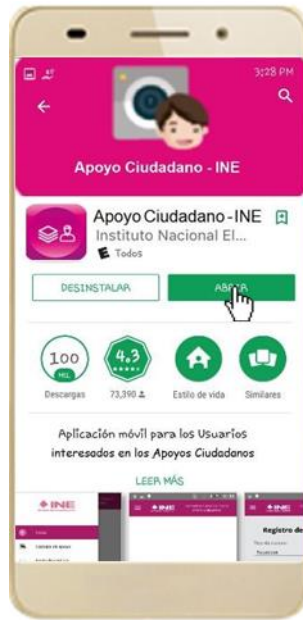 3:28 PM
Apoyo Ciudadano - INE
Apoyo Ciudadano-INE
Instituto Nacional El...
E Todos
DESINSTALAR
100
MIL
4.3
Descargas
73,390
Estilo de vida
Similares
Aplicación móvil para los Usuarios
interesados en los Apoyos Ciudadanos
LEER MÁS
INE
INE
INE
Registro de